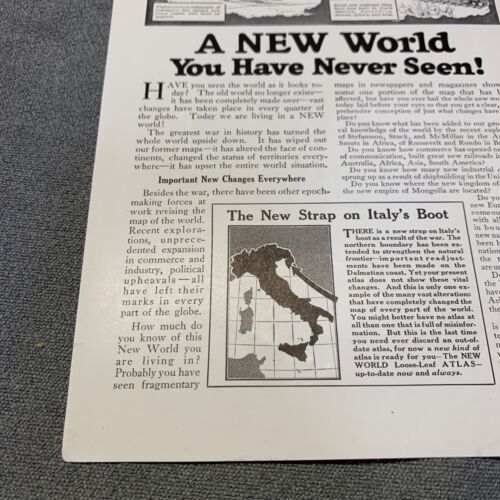 A NEW World
You Have Never Seen!
HAVE you seen the world as it looks to-
day? The old world no longer exists—
it has been completely made over—vast
changes have taken place in every quarter of
the globe. Today we are living in a NEW
world!
The greatest war in history has turned the
whole world upside down. It has wiped out
our former maps—it has altered the face of con-
tinents, changed the status of territories every-
where—it has upset the entire world situation.
Important New Changes Everywhere
Besides the war, there have been other epoch-
making forces at
work revising the
map of the world.
Recent explora-
tions, unprece-
dented expansion
in commerce and
industry, political
upheavals—all
have left their
marks in every
part of the globe.
How much do
you know of this
New World you
are living in?
Probably you have
seen fragmentary
maps in newspapers and magazines show
some one portion of the map that has
affected, but have you ever had the whole new
today laid before your eyes so that you get a clear,
prehensive conception of just what changes have
place?
Do you know what has been added to our geo
cal knowledge of the world by the recent explo
of Stefansson, Stuck, and McMillan in the A
Smuts in Africa, of Roosevelt and Rondo in B
Do you know how commerce has opened
of communication, built great new railroads i
Australia, Africa, Asia, South America?
Do you know how many new industrial
sprung up as a result of shipbuilding in the Uni
Do you know where the new kingdom of
the new empire of Mongolia are located?
The New Strap on Italy's Boot
THERE is a new strap on Italy's
boot as a result of the war. The
northern boundary has been ex-
tended to strengthen the natural
frontier—important readjust-
ments have been made on the
Dalmatian coast. Yet your present
atlas does not show these vital
changes. And this is only one ex-
ample of the many vast alterations
that have completely changed the
map of every part of the world.
You might better have no atlas at
all than one that is full of misinfor-
mation. But this is the last time
you need ever discard an out-of-
date atlas, for now a new kind of
atlas is ready for you—The NEW
WORLD Loose-Leaf ATLAS—
up-to-date now and always.